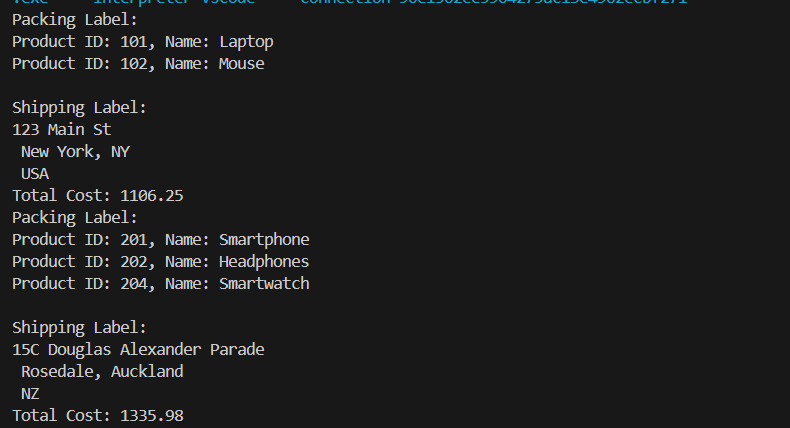 Packing Label:
Product ID: 101, Name: Laptop
Product ID: 102, Name: Mouse
Shipping Label:
123 Main St
New York, NY
USA
Total Cost: 1106.25
Packing Label:
Product ID: 201, Name: Smartphone
Product ID: 202, Name: Headphones
Product ID: 204, Name: Smartwatch
Shipping Label:
15C Douglas Alexander Parade
Rosedale, Auckland
NZ
Total Cost: 1335.98